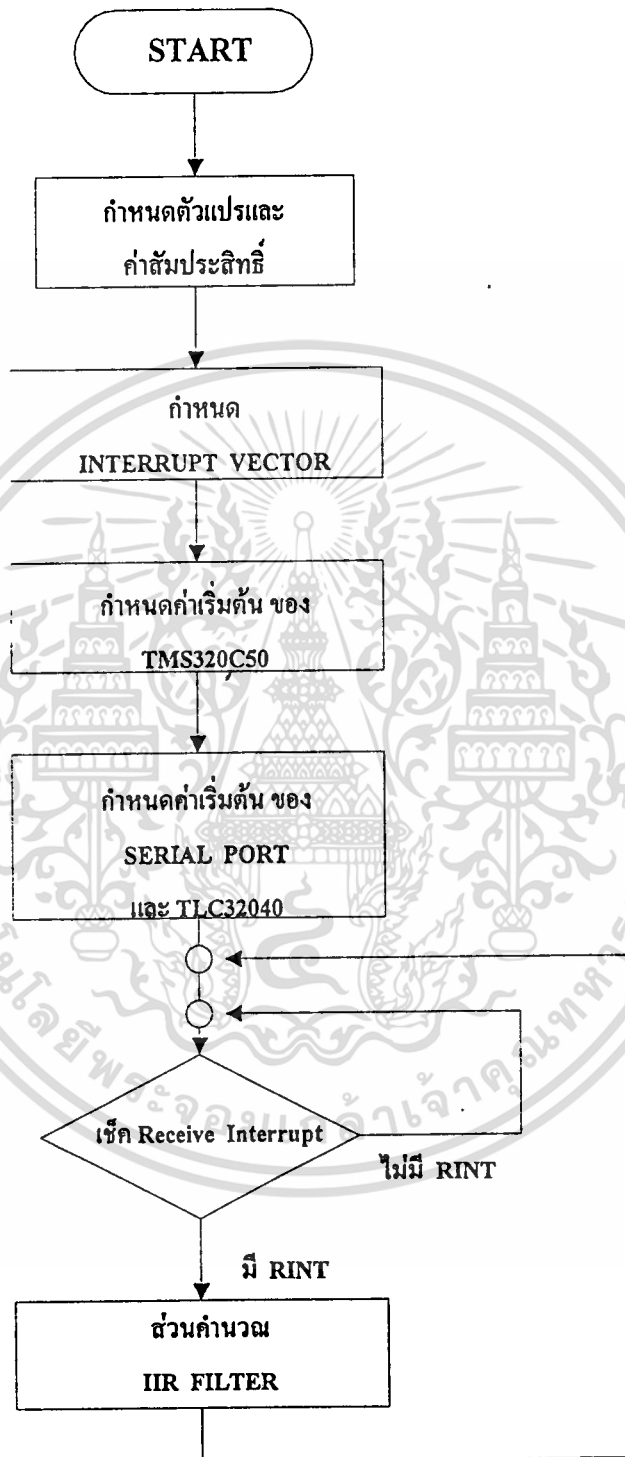 START
กำหนดตัวแปรและ
ค่าสัมประสิทธิ์
กำหนด
INTERRUPT VECTOR
กำหนดค่าเริ่มต้น ของ
TMS320C50
กำหนดค่าเริ่มต้น ของ
SERIAL PORT
และ TLC32040
เช็ค Receive Interrupt
ไม่มี RINT
มี RINT
ส่วนคำนวณ
IIR FILTER